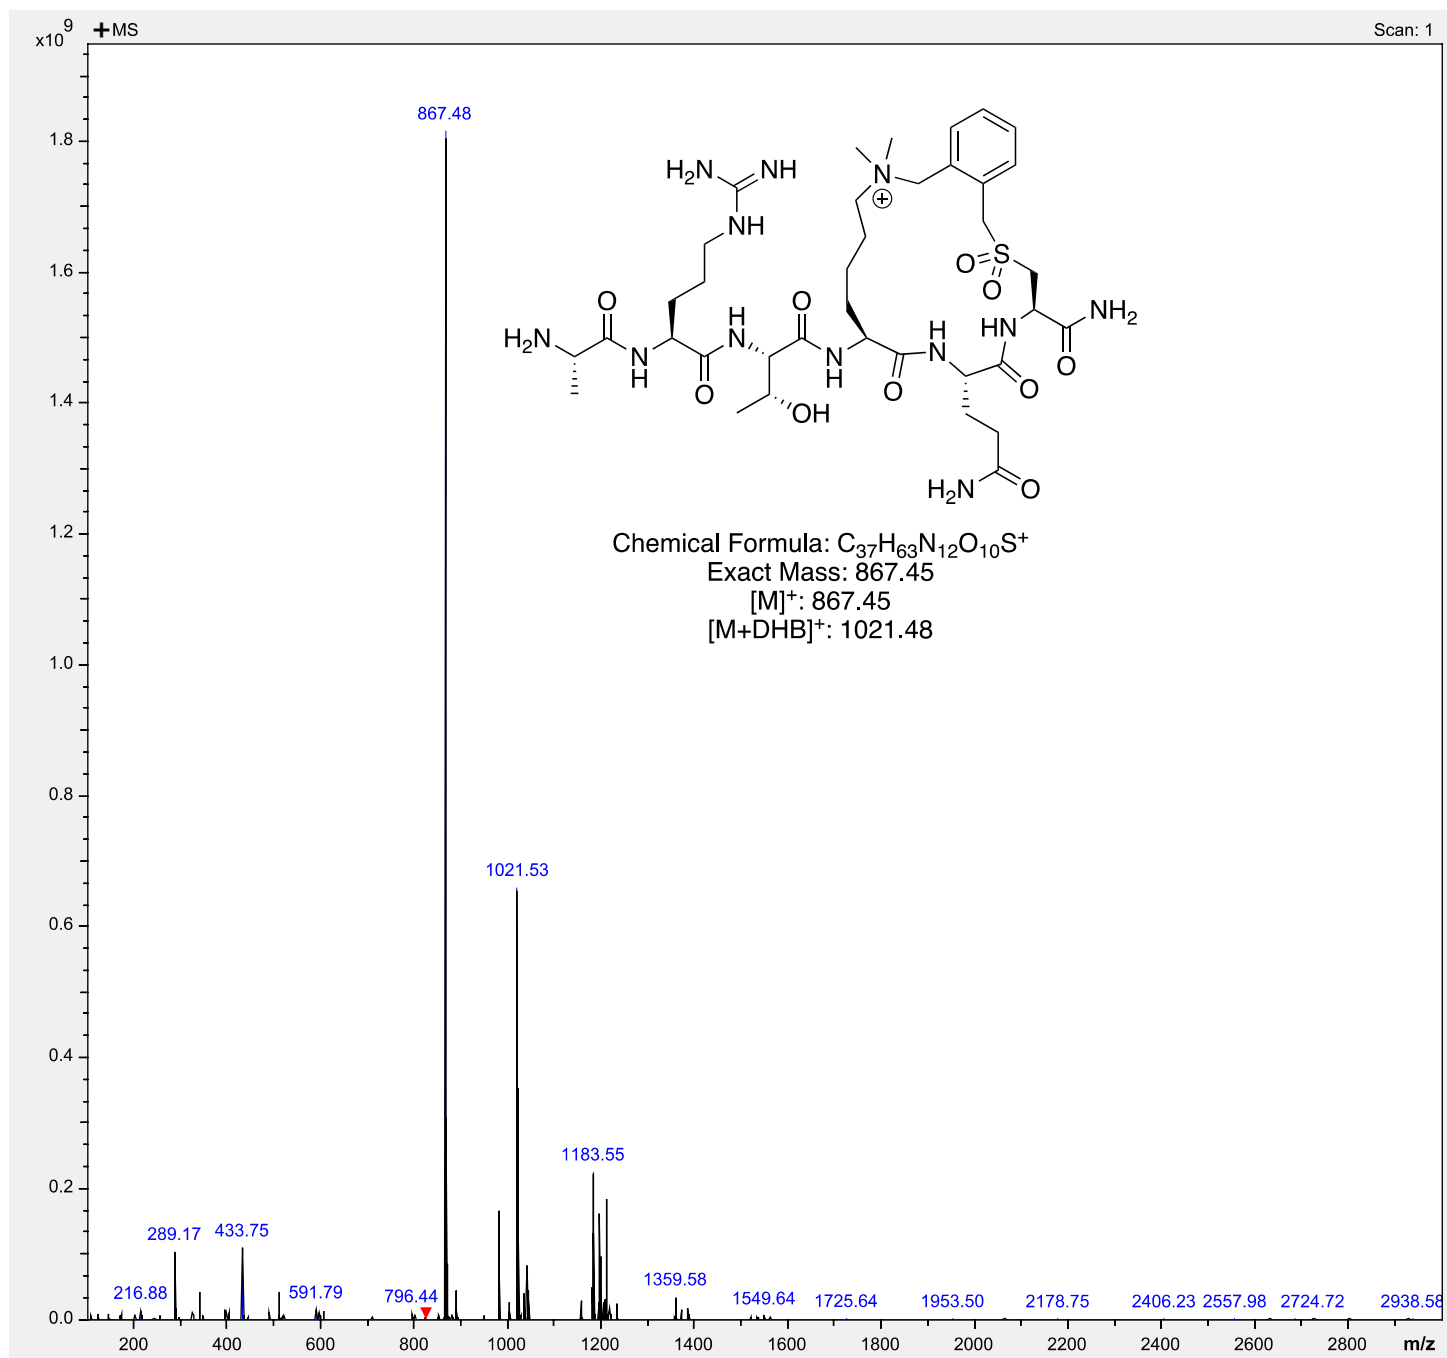 x10⁹
+MS
Scan: 1
1.8
1.6
1.4
1.2
1.0
0.8
0.6
0.4
0.2
0.0
867.48
1021.53
1183.55
289.17
433.75
216.88
591.79
796.44
1359.58
1549.64
1725.64
1953.50
2178.75
2406.23
2557.98
2724.72
2938.58
H₂N
NH
NH
N
+
S
O
O
NH₂
O
HN
H₂N
O
N
H
O
H
N
OH
O
N
H
O
H
N
O
H₂N
O
Chemical Formula: C₃₇H₆₃N₁₂O₁₀S⁺
Exact Mass: 867.45
[M]⁺: 867.45
[M+DHB]⁺: 1021.48
200
400
600
800
1000
1200
1400
1600
1800
2000
2200
2400
2600
2800
m/z